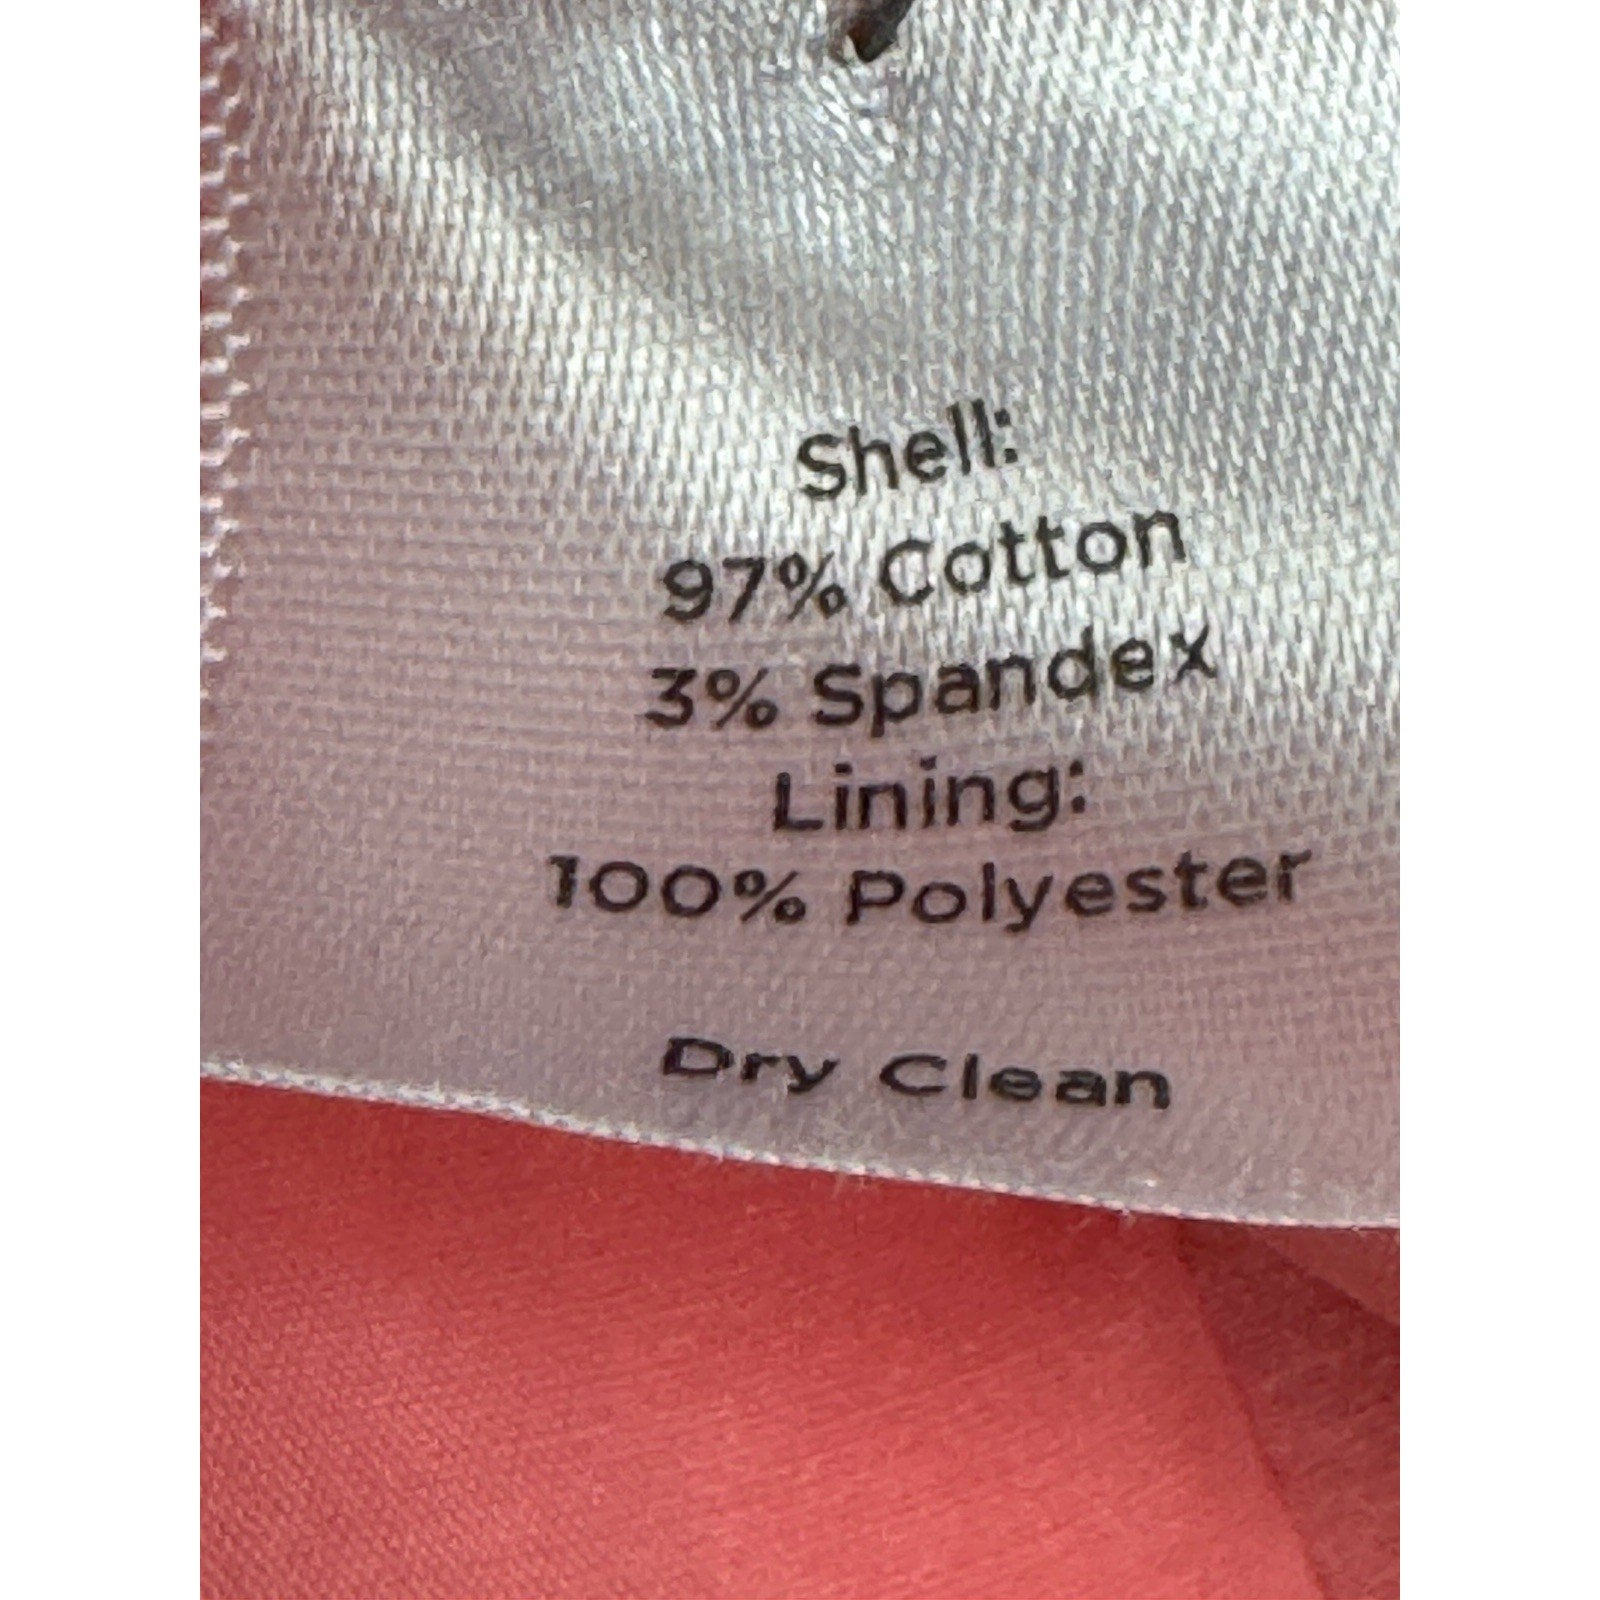 Shell:
97% Cotton
3% Spandex
Lining:
100% Polyester
Dry Clean